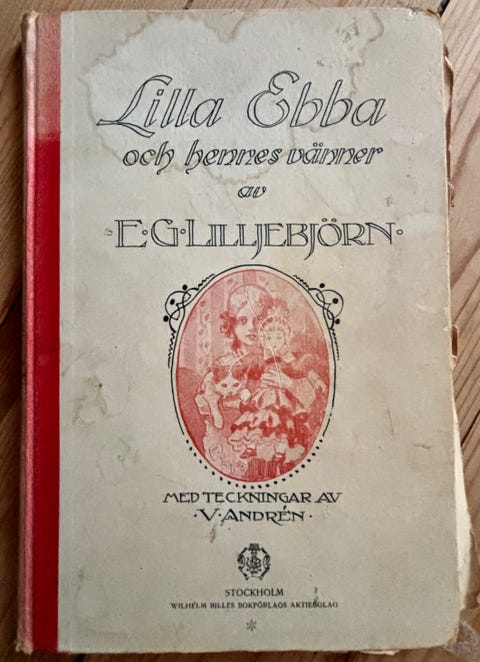 Lilla Ebba
och hennes vänner
av
·E·G·LILLJEBJÖRN·
MED TECKNINGAR AV
·V·ANDRÉN·
STOCKHOLM
WILHELM BILLES BOKFÖRLAGS AKTIEBOLAG